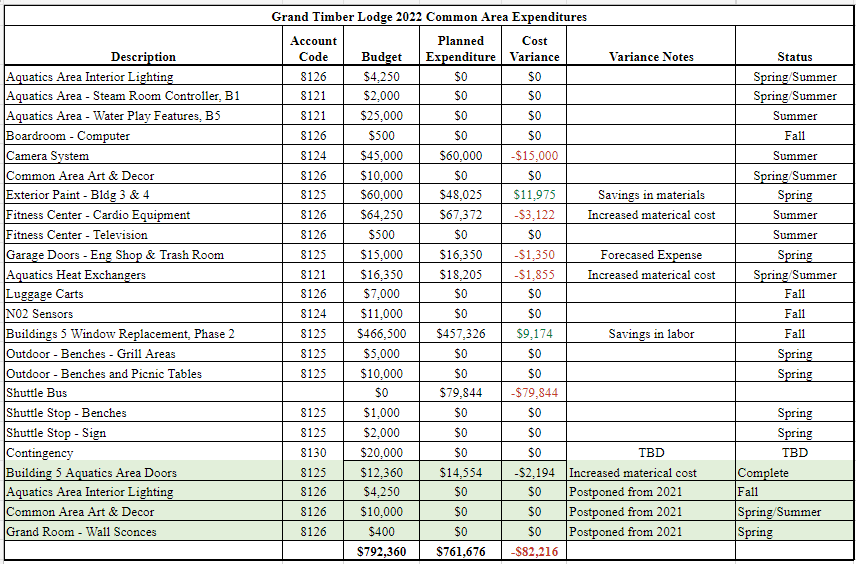 Grand Timber Lodge 2022 Common Area Expenditures
Description Account Code Budget Planned Expenditure Cost Variance Variance Notes Status
Aquatics Area Interior Lighting 8126 $4,250 $0 $0 Spring/Summer
Aquatics Area - Steam Room Controller, B1 8121 $2,000 $0 $0 Spring/Summer
Aquatics Area - Water Play Features, B5 8121 $25,000 $0 $0 Summer
Boardroom - Computer 8126 $500 $0 $0 Fall
Camera System 8124 $45,000 $60,000 -$15,000 Summer
Common Area Art & Decor 8126 $10,000 $0 $0 Spring/Summer
Exterior Paint - Bldg 3 & 4 8125 $60,000 $48,025 $11,975 Savings in materials Spring
Fitness Center - Cardio Equipment 8126 $64,250 $67,372 -$3,122 Increased materical cost Summer
Fitness Center - Television 8126 $500 $0 $0 Summer
Garage Doors - Eng Shop & Trash Room 8125 $15,000 $16,350 -$1,350 Forecased Expense Spring
Aquatics Heat Exchangers 8121 $16,350 $18,205 -$1,855 Increased materical cost Spring/Summer
Luggage Carts 8126 $7,000 $0 $0 Fall
N02 Sensors 8124 $11,000 $0 $0 Fall
Buildings 5 Window Replacement, Phase 2 8125 $466,500 $457,326 $9,174 Savings in labor Fall
Outdoor - Benches - Grill Areas 8125 $5,000 $0 $0 Spring
Outdoor - Benches and Picnic Tables 8125 $10,000 $0 $0 Spring
Shuttle Bus $0 $79,844 -$79,844
Shuttle Stop - Benches 8125 $1,000 $0 $0 Spring
Shuttle Stop - Sign 8125 $2,000 $0 $0 Spring
Contingency 8130 $20,000 $0 $0 TBD TBD
Building 5 Aquatics Area Doors 8125 $12,360 $14,554 -$2,194 Increased materical cost Complete
Aquatics Area Interior Lighting 8126 $4,250 $0 $0 Postponed from 2021 Fall
Common Area Art & Decor 8126 $10,000 $0 $0 Postponed from 2021 Spring/Summer
Grand Room - Wall Sconces 8126 $400 $0 $0 Postponed from 2021 Spring
$792,360 $761,676 -$82,216